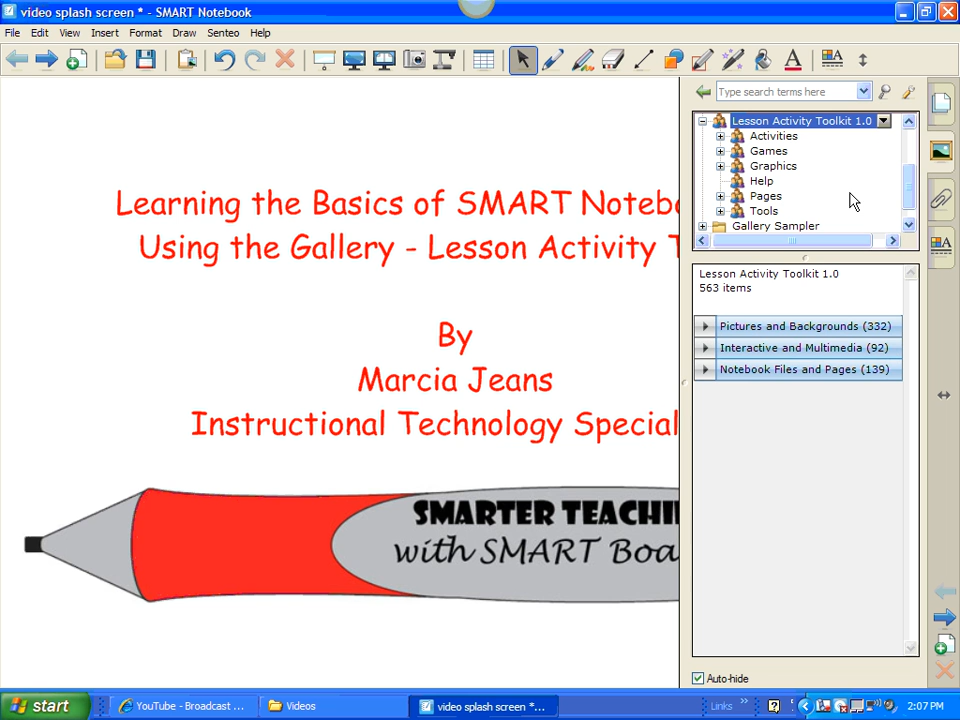 video splash screen * - SMART Notebook
File Edit View Insert Format Draw Senteo Help
Type search terms here
Lesson Activity Toolkit 1.0
Activities
Games
Graphics
Help
Pages
Tools
Gallery Sampler
Learning the Basics of SMART Notebo
Using the Gallery - Lesson Activity T
By
Marcia Jeans
Instructional Technology Special
SMARTER TEACHI
with SMART Boa
Lesson Activity Toolkit 1.0
563 items
Pictures and Backgrounds (332)
Interactive and Multimedia (92)
Notebook Files and Pages (139)
Auto-hide
start
YouTube - Broadcast ...
Videos
video splash screen *...
Links
2:07 PM